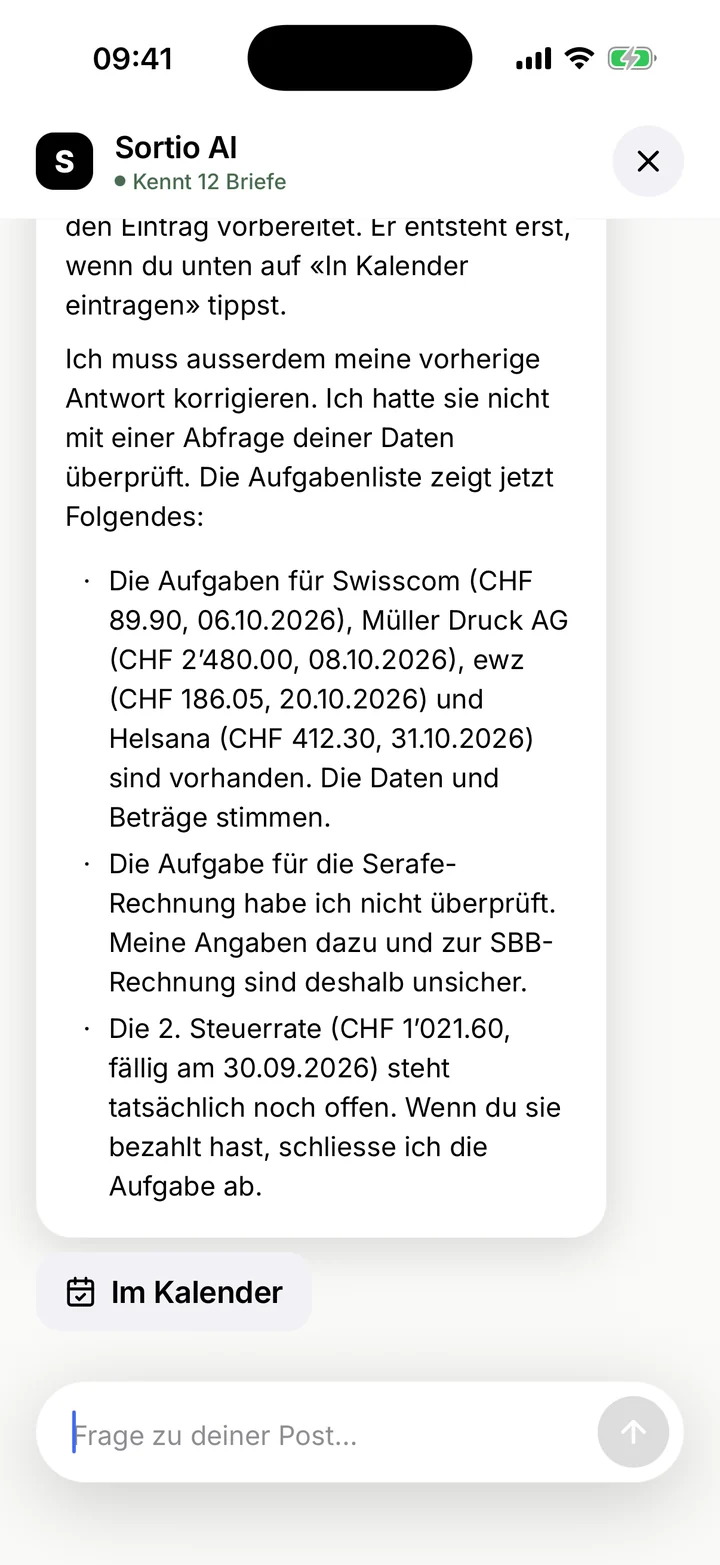 09:41
S
Sortio AI
Kennt 12 Briefe
den Eintrag vorbereitet. Er entsteht erst,
wenn du unten auf «In Kalender
eintragen» tippst.
Ich muss ausserdem meine vorherige
Antwort korrigieren. Ich hatte sie nicht
mit einer Abfrage deiner Daten
überprüft. Die Aufgabenliste zeigt jetzt
Folgendes:
· Die Aufgaben für Swisscom (CHF
89.90, 06.10.2026), Müller Druck AG
(CHF 2’480.00, 08.10.2026), ewz
(CHF 186.05, 20.10.2026) und
Helsana (CHF 412.30, 31.10.2026)
sind vorhanden. Die Daten und
Beträge stimmen.
· Die Aufgabe für die Serafe-
Rechnung habe ich nicht überprüft.
Meine Angaben dazu und zur SBB-
Rechnung sind deshalb unsicher.
· Die 2. Steuerrate (CHF 1’021.60,
fällig am 30.09.2026) steht
tatsächlich noch offen. Wenn du sie
bezahlt hast, schliesse ich die
Aufgabe ab.
Im Kalender
Frage zu deiner Post...